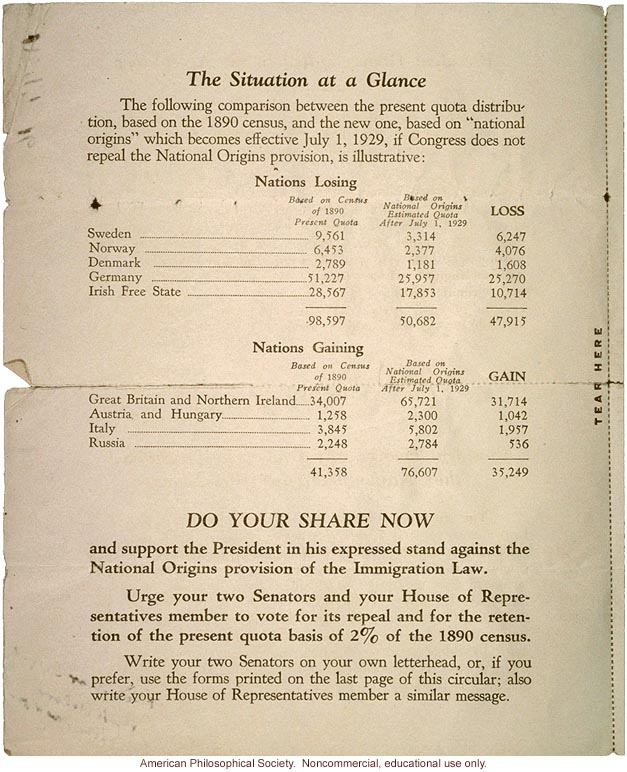 The Situation at a Glance
The following comparison between the present quota distribu-
tion, based on the 1890 census, and the new one, based on "national
origins" which becomes effective July 1, 1929, if Congress does not
repeal the National Origins provision, is illustrative:
Nations Losing
Based on Census of 1890 Present Quota
Based on National Origins Estimated Quota After July 1, 1929
LOSS
Sweden 9,561 3,314 6,247
Norway 6,453 2,377 4,076
Denmark 2,789 1,181 1,608
Germany 51,227 25,957 25,270
Irish Free State 28,567 17,853 10,714
98,597 50,682 47,915
Nations Gaining
Based on Census of 1890 Present Quota
Based on National Origins Estimated Quota After July 1, 1929
GAIN
Great Britain and Northern Ireland 34,007 65,721 31,714
Austria and Hungary 1,258 2,300 1,042
Italy 3,845 5,802 1,957
Russia 2,248 2,784 536
41,358 76,607 35,249
DO YOUR SHARE NOW
and support the President in his expressed stand against the
National Origins provision of the Immigration Law.
Urge your two Senators and your House of Repre-
sentatives member to vote for its repeal and for the reten-
tion of the present quota basis of 2% of the 1890 census.
Write your two Senators on your own letterhead, or, if you
prefer, use the forms printed on the last page of this circular; also
write your House of Representatives member a similar message.
TEAR HERE
American Philosophical Society. Noncommercial, educational use only.